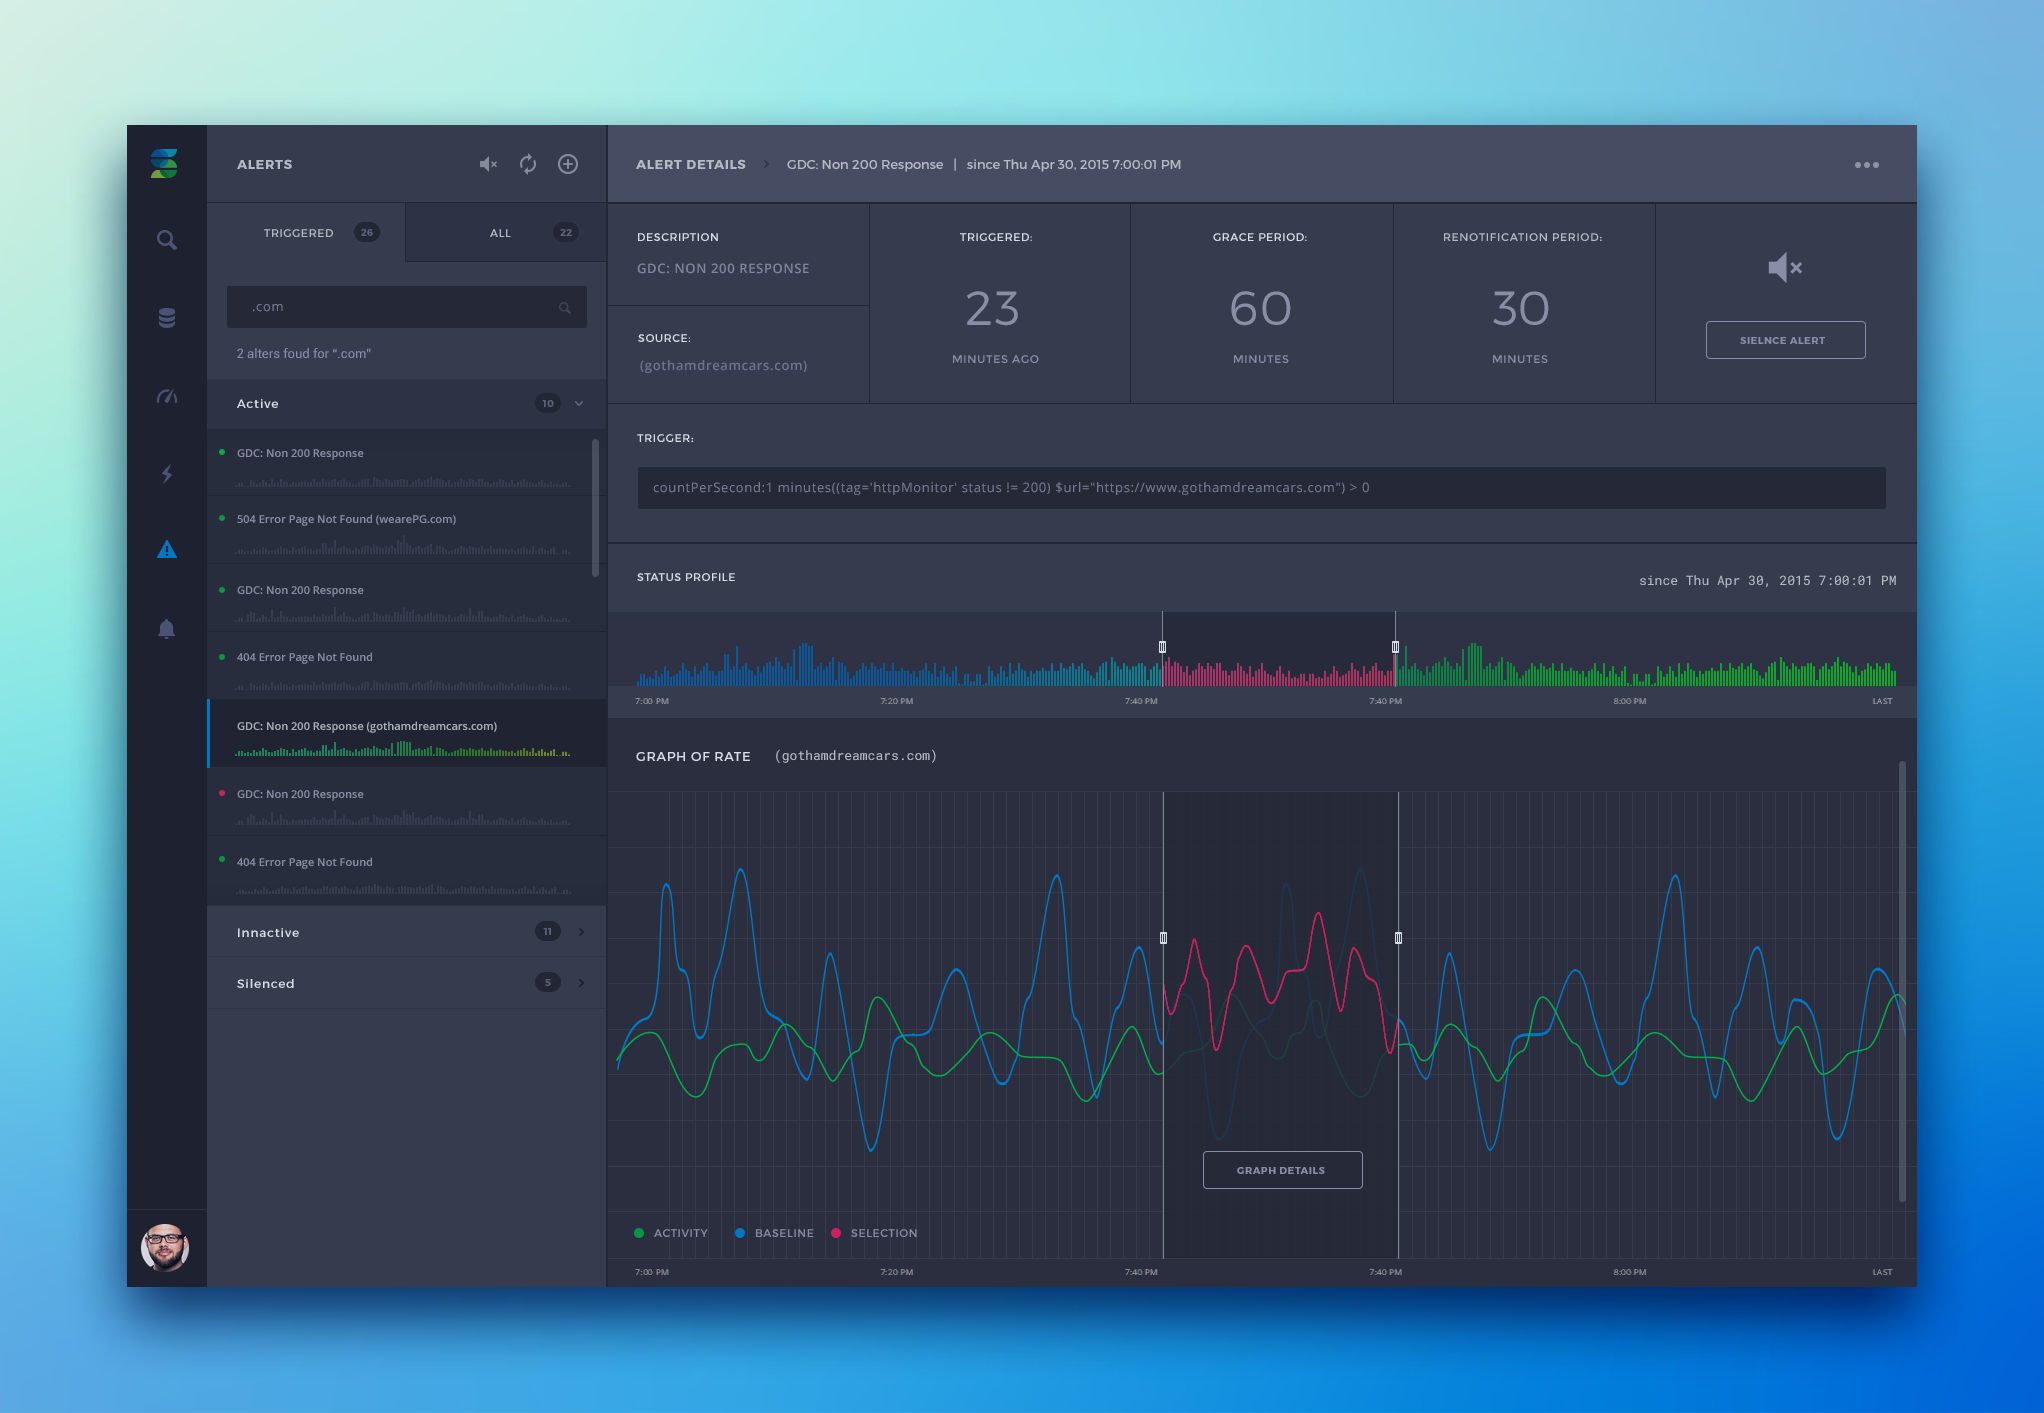 ALERTS
TRIGGERED 26
ALL 22
.com
2 alters foud for “.com”
Active 10
GDC: Non 200 Response
504 Error Page Not Found (wearePG.com)
GDC: Non 200 Response
404 Error Page Not Found
GDC: Non 200 Response (gothamdreamcars.com)
GDC: Non 200 Response
404 Error Page Not Found
Innactive 11
Silenced 5
ALERT DETAILS > GDC: Non 200 Response | since Thu Apr 30, 2015 7:00:01 PM
DESCRIPTION
GDC: NON 200 RESPONSE
SOURCE:
(gothamdreamcars.com)
TRIGGERED:
23
MINUTES AGO
GRACE PERIOD:
60
MINUTES
RENOTIFICATION PERIOD:
30
MINUTES
SIELNCE ALERT
TRIGGER:
countPerSecond:1 minutes((tag='httpMonitor' status != 200) $url="https://www.gothamdreamcars.com") > 0
STATUS PROFILE
since Thu Apr 30, 2015 7:00:01 PM
7:00 PM 7:20 PM 7:40 PM 7:40 PM 8:00 PM LAST
GRAPH OF RATE (gothamdreamcars.com)
GRAPH DETAILS
ACTIVITY BASELINE SELECTION
7:00 PM 7:20 PM 7:40 PM 7:40 PM 8:00 PM LAST